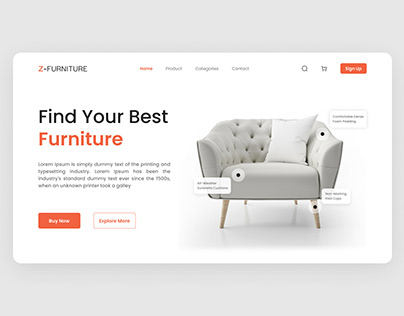 Z-FURNITURE
Home Product Categories Contact
Sign Up
Find Your Best
Furniture
Lorem Ipsum is simply dummy text of the printing and
typesetting industry. Lorem Ipsum has been the
industry's standard dummy text ever since the 1500s,
when an unknown printer took a galley
Buy Now
Explore More
Comfortable Dense
Foam Padding
All-Weather
Sunbrella Cushions
Non-Marking
Feet Caps